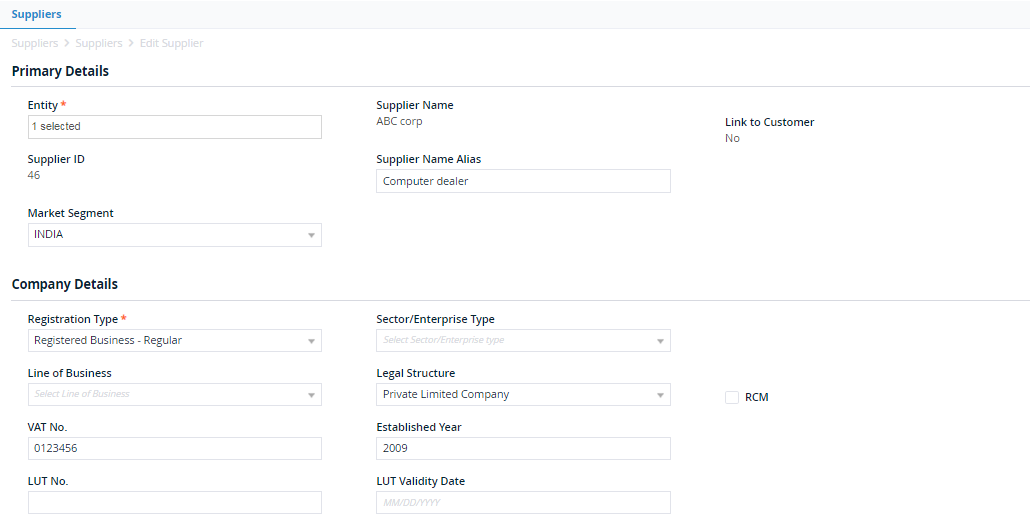 Suppliers
Suppliers > Suppliers > Edit Supplier
Primary Details
Entity *
1 selected
Supplier Name
ABC corp
Link to Customer
No
Supplier ID
46
Supplier Name Alias
Computer dealer
Market Segment
INDIA
Company Details
Registration Type *
Registered Business - Regular
Sector/Enterprise Type
Select Sector/Enterprise type
Line of Business
Select Line of Business
Legal Structure
Private Limited Company
RCM
VAT No.
0123456
Established Year
2009
LUT No.
LUT Validity Date
MM/DD/YYYY